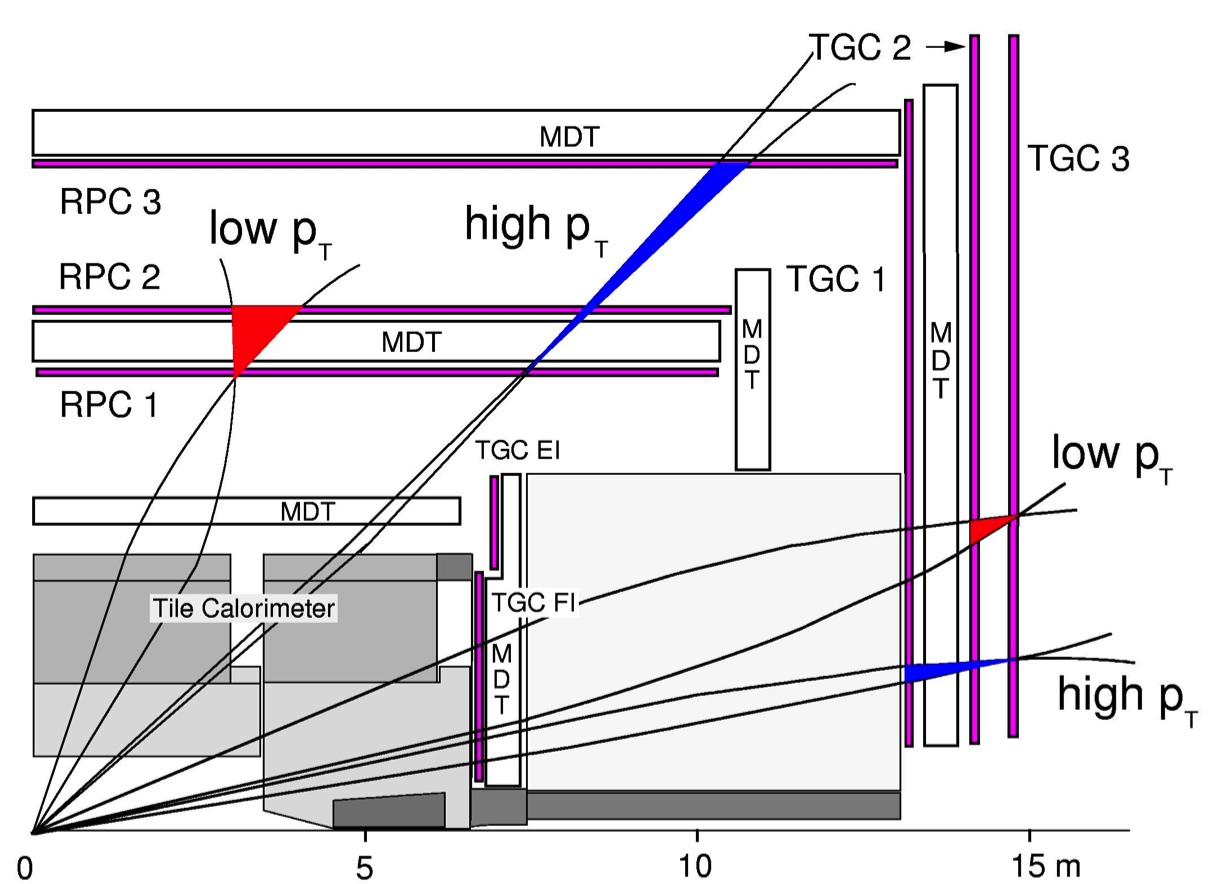 TGC 2
MDT
TGC 3
RPC 3
low pT
high pT
RPC 2
TGC 1
MDT
MDT
MDT
RPC 1
TGC EI
low pT
MDT
Tile Calorimeter
TGC FI
MDT
high pT
0
5
10
15 m